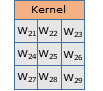 Kernel
W₂₁ W₂₂ W₂₃
W₂₄ W₂₅ W₂₆
W₂₇ W₂₈ W₂₉